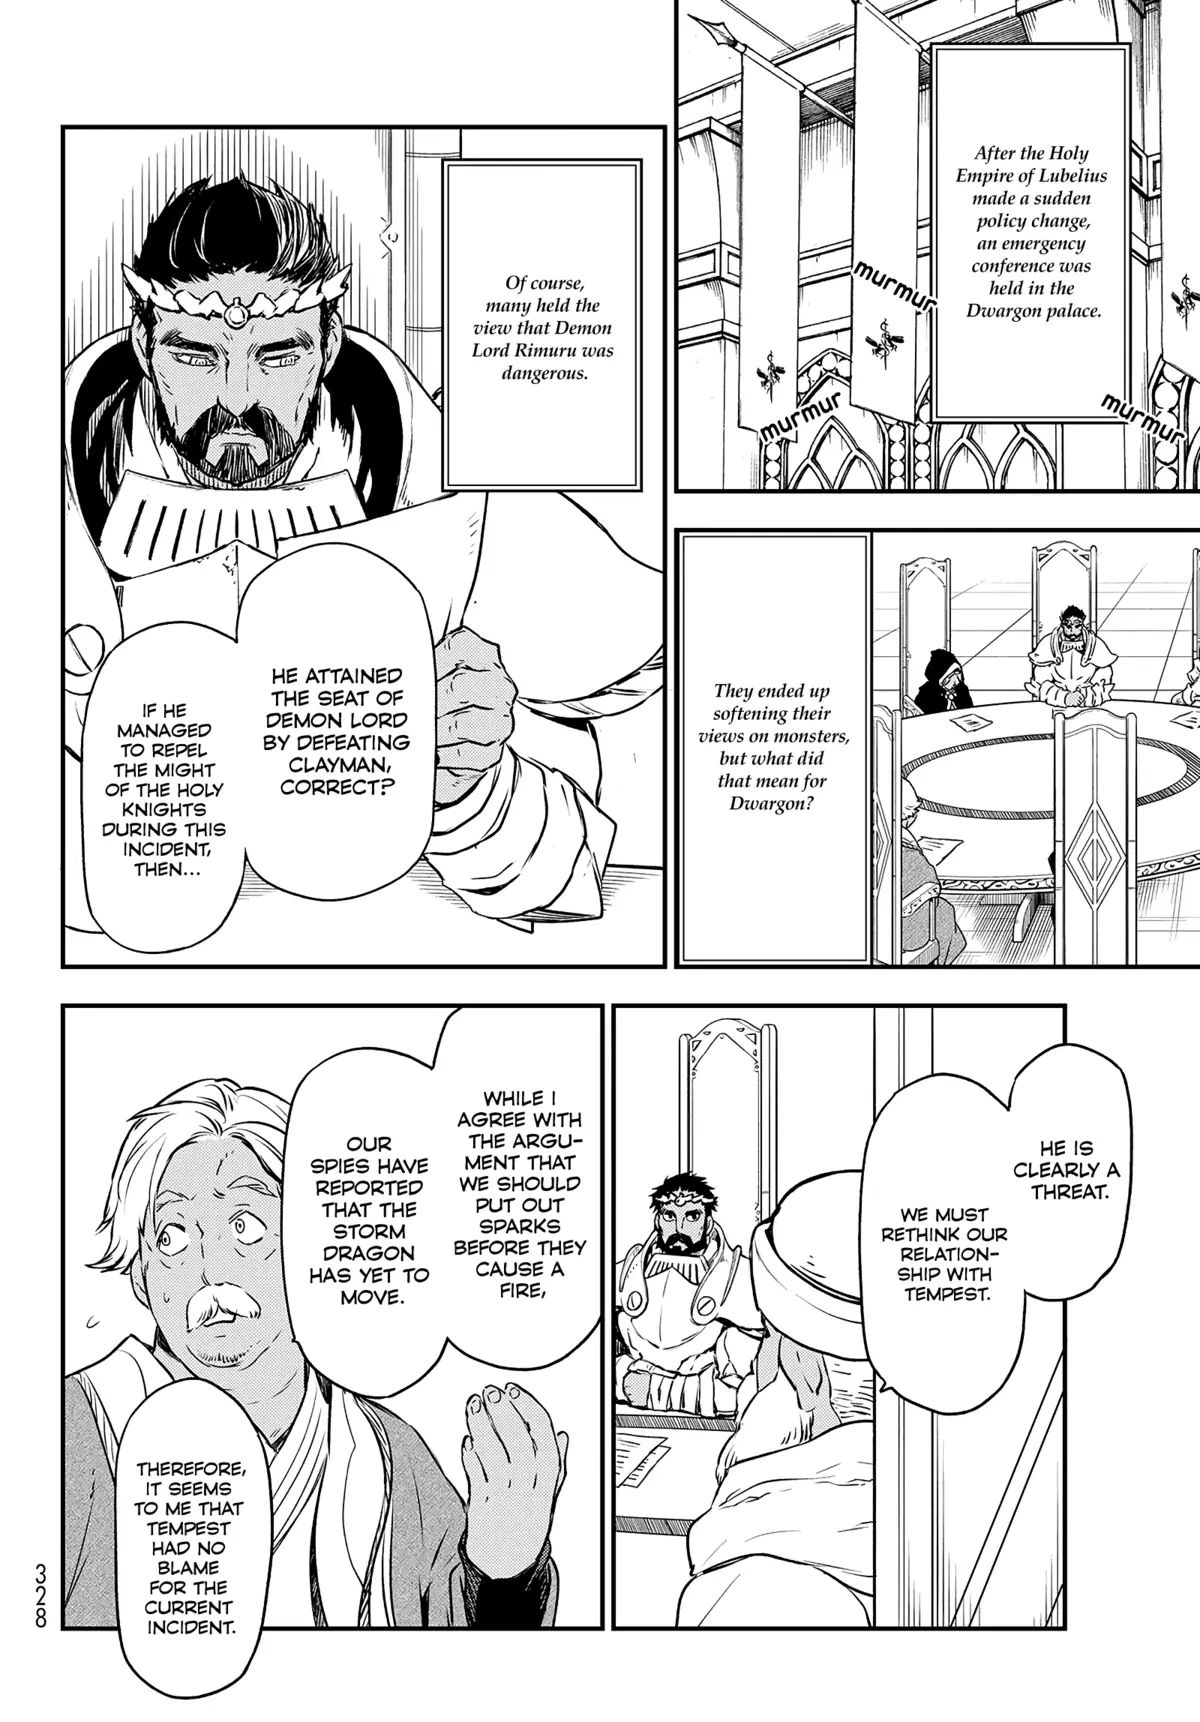 After the Holy
Empire of Lubelius
made a sudden
policy change,
an emergency
conference was
held in the
Dwargon palace.
murmur
murmur
murmur
They ended up
softening their
views on monsters,
but what did
that mean for
Dwargon?
Of course,
many held the
view that Demon
Lord Rimuru was
dangerous.
HE ATTAINED
THE SEAT OF
DEMON LORD
BY DEFEATING
CLAYMAN,
CORRECT?
IF HE
MANAGED
TO REPEL
THE MIGHT
OF THE HOLY
KNIGHTS
DURING THIS
INCIDENT,
THEN...
HE IS
CLEARLY A
THREAT.
WE MUST
RETHINK OUR
RELATION-
SHIP WITH
TEMPEST.
WHILE I
AGREE WITH
THE ARGU-
MENT THAT
WE SHOULD
PUT OUT
SPARKS
BEFORE THEY
CAUSE A
FIRE,
OUR
SPIES HAVE
REPORTED
THAT THE
STORM
DRAGON
HAS YET TO
MOVE.
THEREFORE,
IT SEEMS
TO ME THAT
TEMPEST
HAD NO
BLAME
FOR THE
CURRENT
INCIDENT.
328